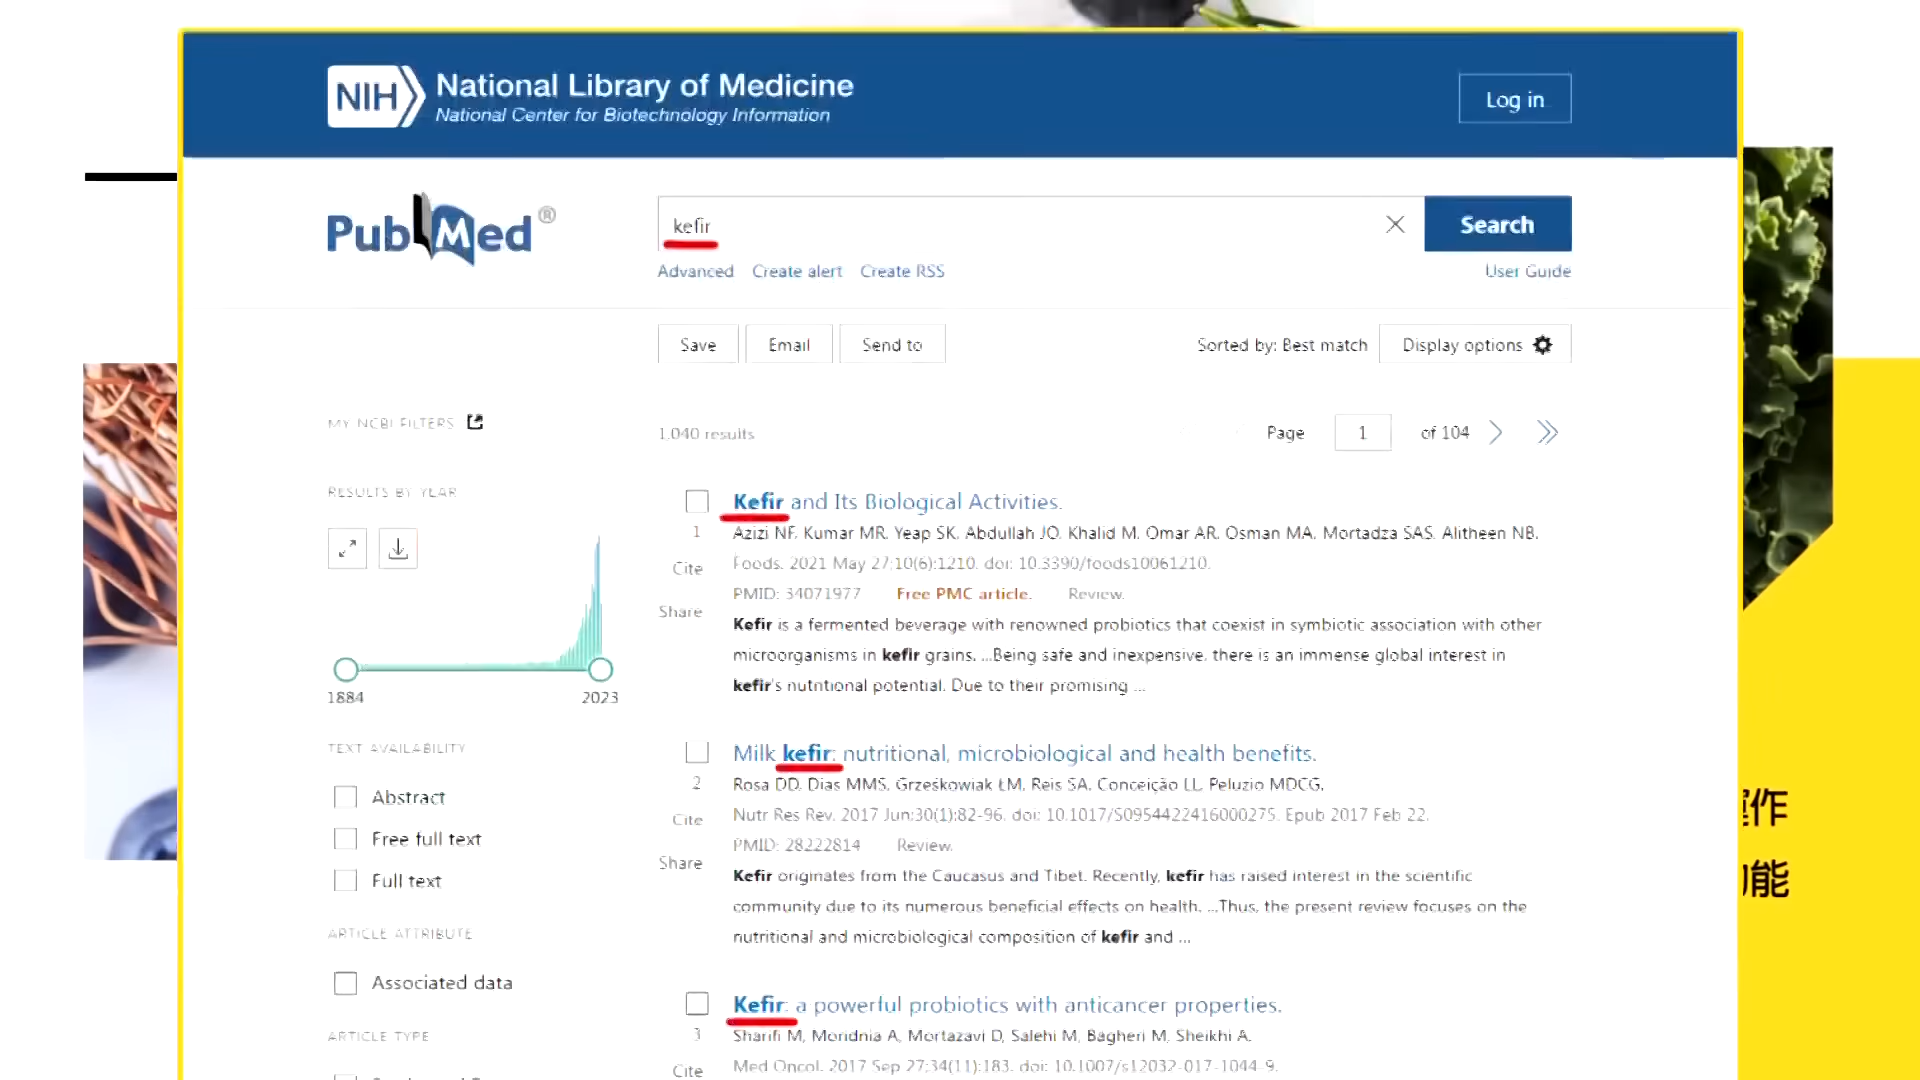 NIH National Library of Medicine
National Center for Biotechnology Information
Log in
PubMed®
kefir
Search
Advanced Create alert Create RSS
User Guide
Save Email Send to
Sorted by: Best match Display options
MY NCBI FILTERS
1,040 results
Page 1 of 104
RESULTS BY YEAR
1884 2023
TEXT AVAILABILITY
Abstract
Free full text
Full text
ARTICLE ATTRIBUTE
Associated data
ARTICLE TYPE
Kefir and Its Biological Activities.
1
Azizi NF, Kumar MR, Yeap SK, Abdullah JO, Khalid M, Omar AR, Osman MA, Mortadza SAS, Alitheen NB.
Cite
Foods. 2021 May 27;10(6):1210. doi: 10.3390/foods10061210.
PMID: 34071977 Free PMC article. Review.
Share
Kefir is a fermented beverage with renowned probiotics that coexist in symbiotic association with other
microorganisms in kefir grains. ...Being safe and inexpensive, there is an immense global interest in
kefir's nutritional potential. Due to their promising ...
Milk kefir: nutritional, microbiological and health benefits.
2
Rosa DD, Dias MMS, Grześkowiak ŁM, Reis SA, Conceição LL, Peluzio MDCG.
Cite
Nutr Res Rev. 2017 Jun;30(1):82-96. doi: 10.1017/S0954422416000275. Epub 2017 Feb 22.
PMID: 28222814 Review.
Share
Kefir originates from the Caucasus and Tibet. Recently, kefir has raised interest in the scientific
community due to its numerous beneficial effects on health. ...Thus, the present review focuses on the
nutritional and microbiological composition of kefir and ...
Kefir: a powerful probiotics with anticancer properties.
3
Sharifi M, Moridnia A, Mortazavi D, Salehi M, Bagheri M, Sheikhi A.
Cite
Med Oncol. 2017 Sep 27;34(11):183. doi: 10.1007/s12032-017-1044-9.
作
能